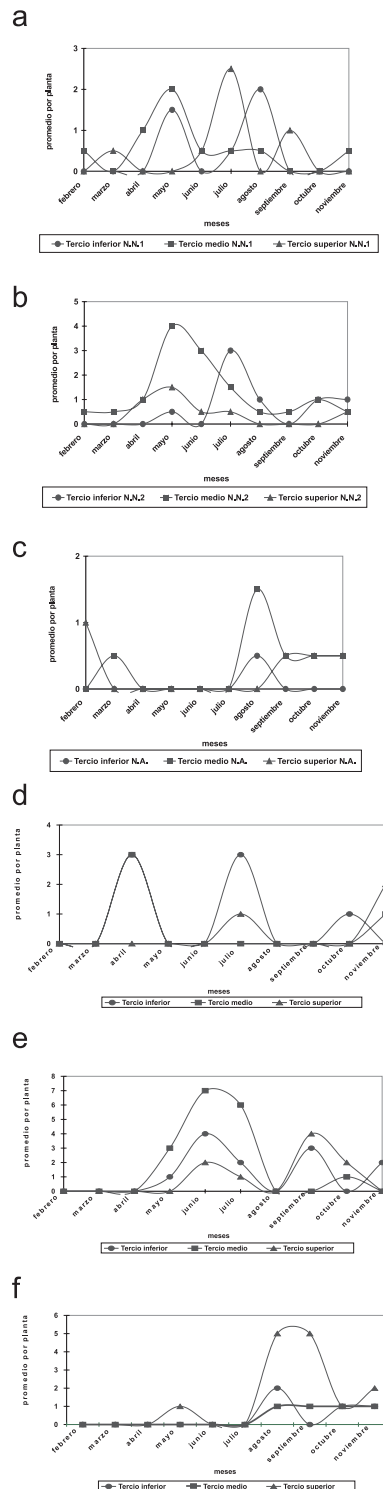 a
3
2
1
0
promedio por planta
febrero
marzo
abril
mayo
junio
julio
agosto
septiembre
octubre
noviembre
meses
Tercio inferior N.N.1 Tercio medio N.N.1 Tercio superior N.N.1
b
5
4
3
2
1
0
promedio por planta
febrero
marzo
abril
mayo
junio
julio
agosto
septiembre
octubre
noviembre
meses
Tercio inferior N.N.2 Tercio medio N.N.2 Tercio superior N.N.2
c
2
1
0
promedio por planta
febrero
marzo
abril
mayo
junio
julio
agosto
septiembre
octubre
noviembre
meses
Tercio inferior N.A. Tercio medio N.A. Tercio superior N.A.
d
4
3
2
1
0
promedio por planta
febrero
marzo
abril
mayo
junio
julio
agosto
septiembre
octubre
noviembre
meses
Tercio inferior Tercio medio Tercio superior
e
8
7
6
5
4
3
2
1
0
promedio por planta
febrero
marzo
abril
mayo
junio
julio
agosto
septiembre
octubre
noviembre
meses
Tercio inferior Tercio medio Tercio superior
f
6
5
4
3
2
1
0
promedio por planta
febrero
marzo
abril
mayo
junio
julio
agosto
septiembre
octubre
noviembre
meses
Tercio inferior Tercio medio Tercio superior